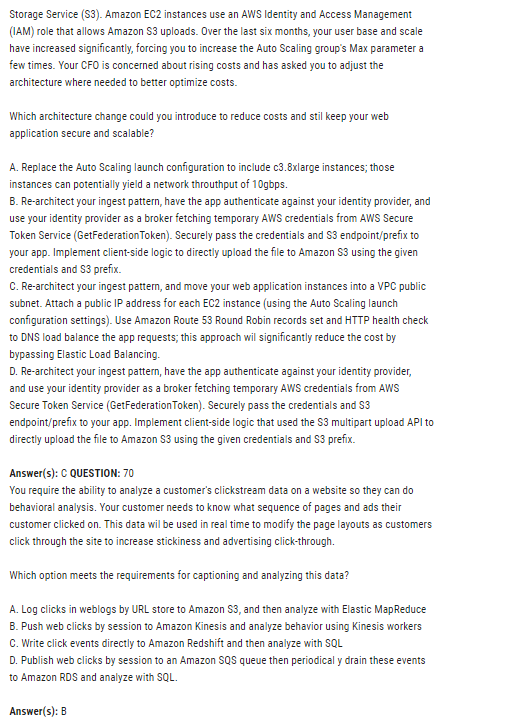 Storage Service (S3). Amazon EC2 instances use an AWS Identity and Access Management
(IAM) role that allows Amazon S3 uploads. Over the last six months, your user base and scale
have increased significantly, forcing you to increase the Auto Scaling group's Max parameter a
few times. Your CFO is concerned about rising costs and has asked you to adjust the
architecture where needed to better optimize costs.
Which architecture change could you introduce to reduce costs and stil keep your web
application secure and scalable?
A. Replace the Auto Scaling launch configuration to include c3.8xlarge instances; those
instances can potentially yield a network throuthput of 10gbps.
B. Re-architect your ingest pattern, have the app authenticate against your identity provider, and
use your identity provider as a broker fetching temporary AWS credentials from AWS Secure
Token Service (GetFederationToken). Securely pass the credentials and S3 endpoint/prefix to
your app. Implement client-side logic to directly upload the file to Amazon S3 using the given
credentials and S3 prefix.
C. Re-architect your ingest pattern, and move your web application instances into a VPC public
subnet. Attach a public IP address for each EC2 instance (using the Auto Scaling launch
configuration settings). Use Amazon Route 53 Round Robin records set and HTTP health check
to DNS load balance the app requests; this approach wil significantly reduce the cost by
bypassing Elastic Load Balancing.
D. Re-architect your ingest pattern, have the app authenticate against your identity provider,
and use your identity provider as a broker fetching temporary AWS credentials from AWS
Secure Token Service (GetFederationToken). Securely pass the credentials and S3
endpoint/prefix to your app. Implement client-side logic that used the S3 multipart upload API to
directly upload the file to Amazon S3 using the given credentials and S3 prefix.
Answer(s): C QUESTION: 70
You require the ability to analyze a customer's clickstream data on a website so they can do
behavioral analysis. Your customer needs to know what sequence of pages and ads their
customer clicked on. This data wil be used in real time to modify the page layouts as customers
click through the site to increase stickiness and advertising click-through.
Which option meets the requirements for captioning and analyzing this data?
A. Log clicks in weblogs by URL store to Amazon S3, and then analyze with Elastic MapReduce
B. Push web clicks by session to Amazon Kinesis and analyze behavior using Kinesis workers
C. Write click events directly to Amazon Redshift and then analyze with SQL
D. Publish web clicks by session to an Amazon SQS queue then periodical y drain these events
to Amazon RDS and analyze with SQL.
Answer(s): B